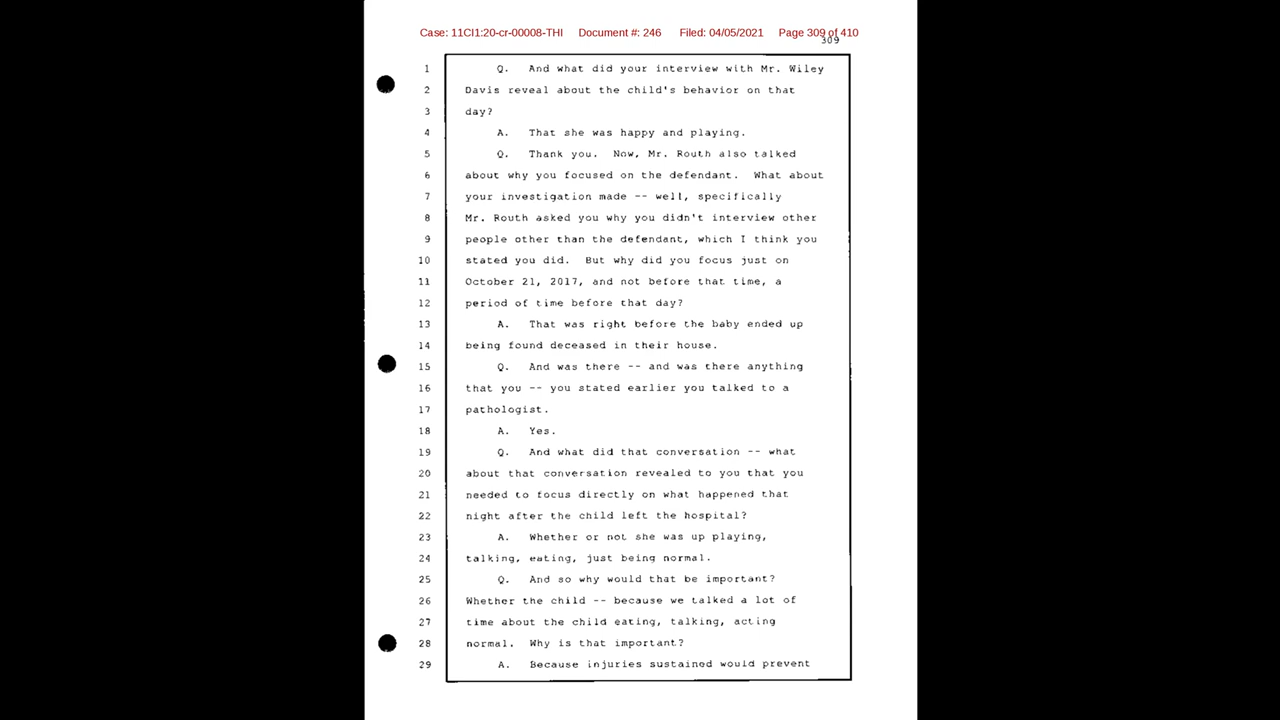 Case: 11CI1:20-cr-00008-THI Document #: 246 Filed: 04/05/2021 Page 309 of 410
309
1 Q. And what did your interview with Mr. Wiley
2 Davis reveal about the child's behavior on that
3 day?
4 A. That she was happy and playing.
5 Q. Thank you. Now, Mr. Routh also talked
6 about why you focused on the defendant. What about
7 your investigation made -- well, specifically
8 Mr. Routh asked you why you didn't interview other
9 people other than the defendant, which I think you
10 stated you did. But why did you focus just on
11 October 21, 2017, and not before that time, a
12 period of time before that day?
13 A. That was right before the baby ended up
14 being found deceased in their house.
15 Q. And was there -- and was there anything
16 that you -- you stated earlier you talked to a
17 pathologist.
18 A. Yes.
19 Q. And what did that conversation -- what
20 about that conversation revealed to you that you
21 needed to focus directly on what happened that
22 night after the child left the hospital?
23 A. Whether or not she was up playing,
24 talking, eating, just being normal.
25 Q. And so why would that be important?
26 Whether the child -- because we talked a lot of
27 time about the child eating, talking, acting
28 normal. Why is that important?
29 A. Because injuries sustained would prevent